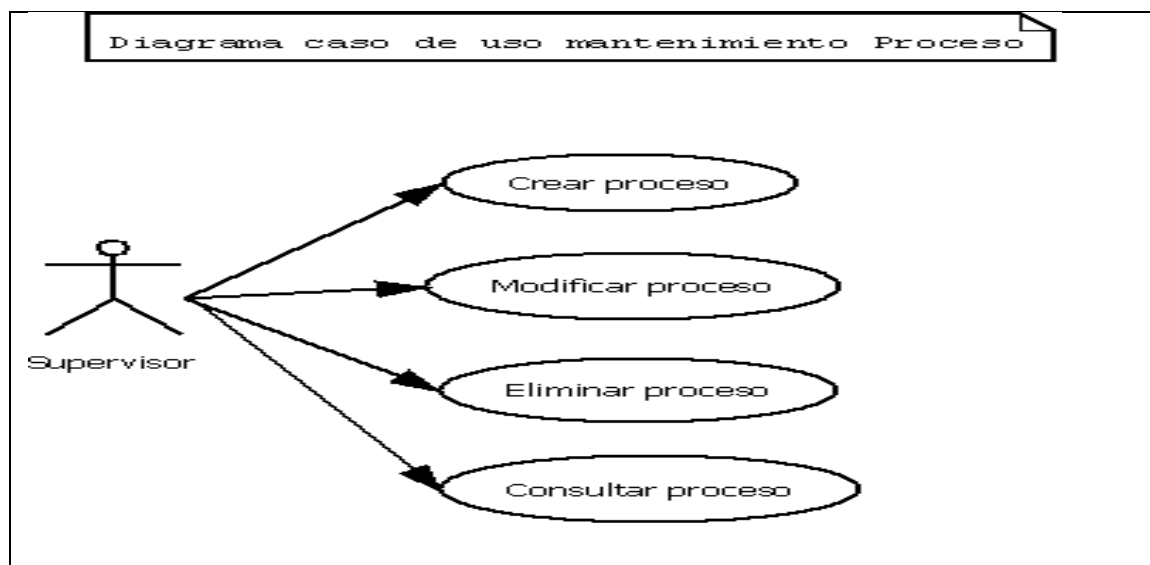 Diagrama caso de uso mantenimiento Proceso
Crear proceso
Modificar proceso
Supervisor
Eliminar proceso
Consultar proceso